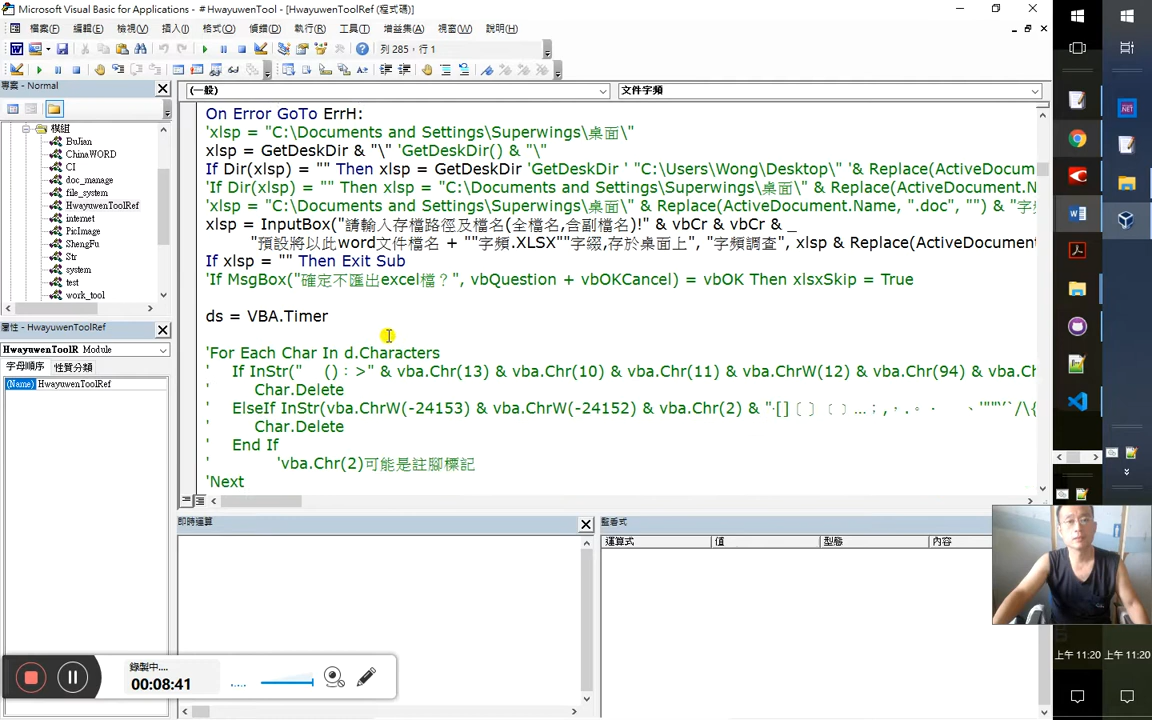 Microsoft Visual Basic for Applications - #HwayuwenTool - [HwayuwenToolRef (程式碼)]
檔案(F) 編輯(E) 檢視(V) 插入(I) 格式(O) 偵錯(D) 執行(R) 工具(T) 增益集(A) 視窗(W) 說明(H)
列 285，行 1
專案 - Normal
模組
BuJian
ChinaWORD
CI
doc_manage
file_system
HwayuwenToolRef
internet
PicImage
ShengFu
Str
system
test
work_tool
屬性 - HwayuwenToolRef
HwayuwenToolR Module
字母順序 性質分類
(Name) HwayuwenToolRef
(一般) 文件字頻
On Error GoTo ErrH:
'xlsp = "C:\Documents and Settings\Superwings\桌面\"
xlsp = GetDeskDir & "\" 'GetDeskDir() & "\"
If Dir(xlsp) = "" Then xlsp = GetDeskDir 'GetDeskDir ' "C:\Users\Wong\Desktop\" '& Replace(ActiveDocum
'If Dir(xlsp) = "" Then xlsp = "C:\Documents and Settings\Superwings\桌面\" & Replace(ActiveDocument.N
'xlsp = "C:\Documents and Settings\Superwings\桌面\" & Replace(ActiveDocument.Name, ".doc", "") & "字
xlsp = InputBox("請輸入存檔路徑及檔名(全檔名,含副檔名)!" & vbCr & vbCr & _
"預設將以此word文件檔名 + ""字頻.XLSX""字綴,存於桌面上", "字頻調查", xlsp & Replace(ActiveDocumen
If xlsp = "" Then Exit Sub
'If MsgBox("確定不匯出excel檔？", vbQuestion + vbOKCancel) = vbOK Then xlsxSkip = True
ds = VBA.Timer
'For Each Char In d.Characters
' If InStr("　()：>" & vba.Chr(13) & vba.Chr(10) & vba.Chr(11) & vba.ChrW(12) & vba.Chr(94) & vba.Ch
' Char.Delete
' ElseIf InStr(vba.ChrW(-24153) & vba.ChrW(-24152) & vba.Chr(2) &
' Char.Delete
' End If
' 'vba.Chr(2)可能是註腳標記
'Next
即時運算
監看式
運算式 值 型態 內容
錄製中....
00:08:41
上午 11:20 上午 11:20